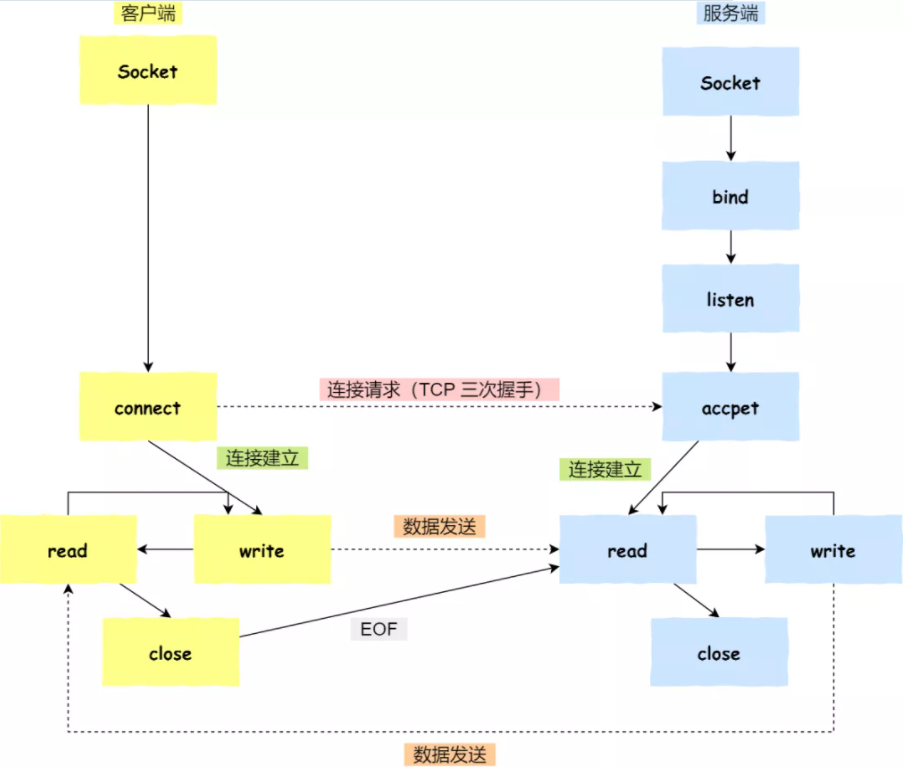 客户端
服务端
Socket
Socket
bind
listen
connect
连接请求（TCP 三次握手）
accpet
连接建立
连接建立
read
write
数据发送
read
write
close
EOF
close
数据发送